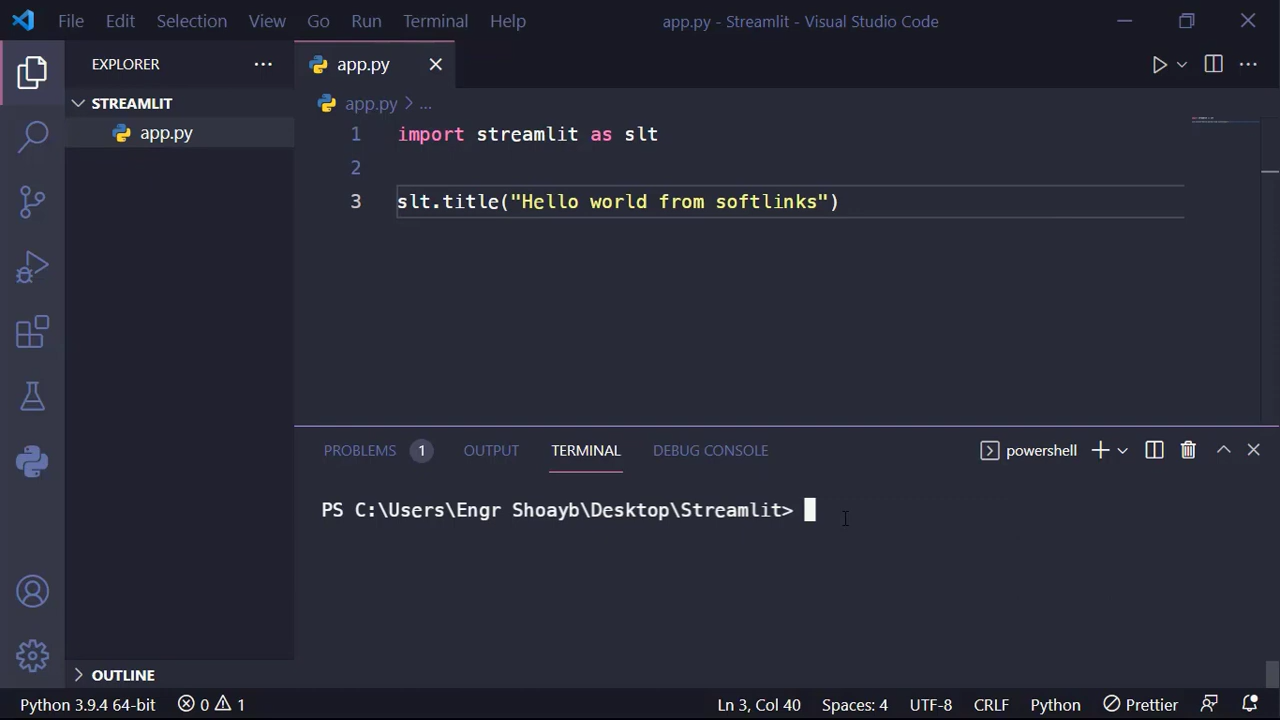 File Edit Selection View Go Run Terminal Help app.py - Streamlit - Visual Studio Code
EXPLORER ...
app.py
STREAMLIT
app.py
app.py > ...
1 import streamlit as slt
2
3 slt.title("Hello world from softlinks")
PROBLEMS 1 OUTPUT TERMINAL DEBUG CONSOLE powershell
PS C:\Users\Engr Shoayb\Desktop\Streamlit>
OUTLINE
Python 3.9.4 64-bit 0 1 Ln 3, Col 40 Spaces: 4 UTF-8 CRLF Python Prettier